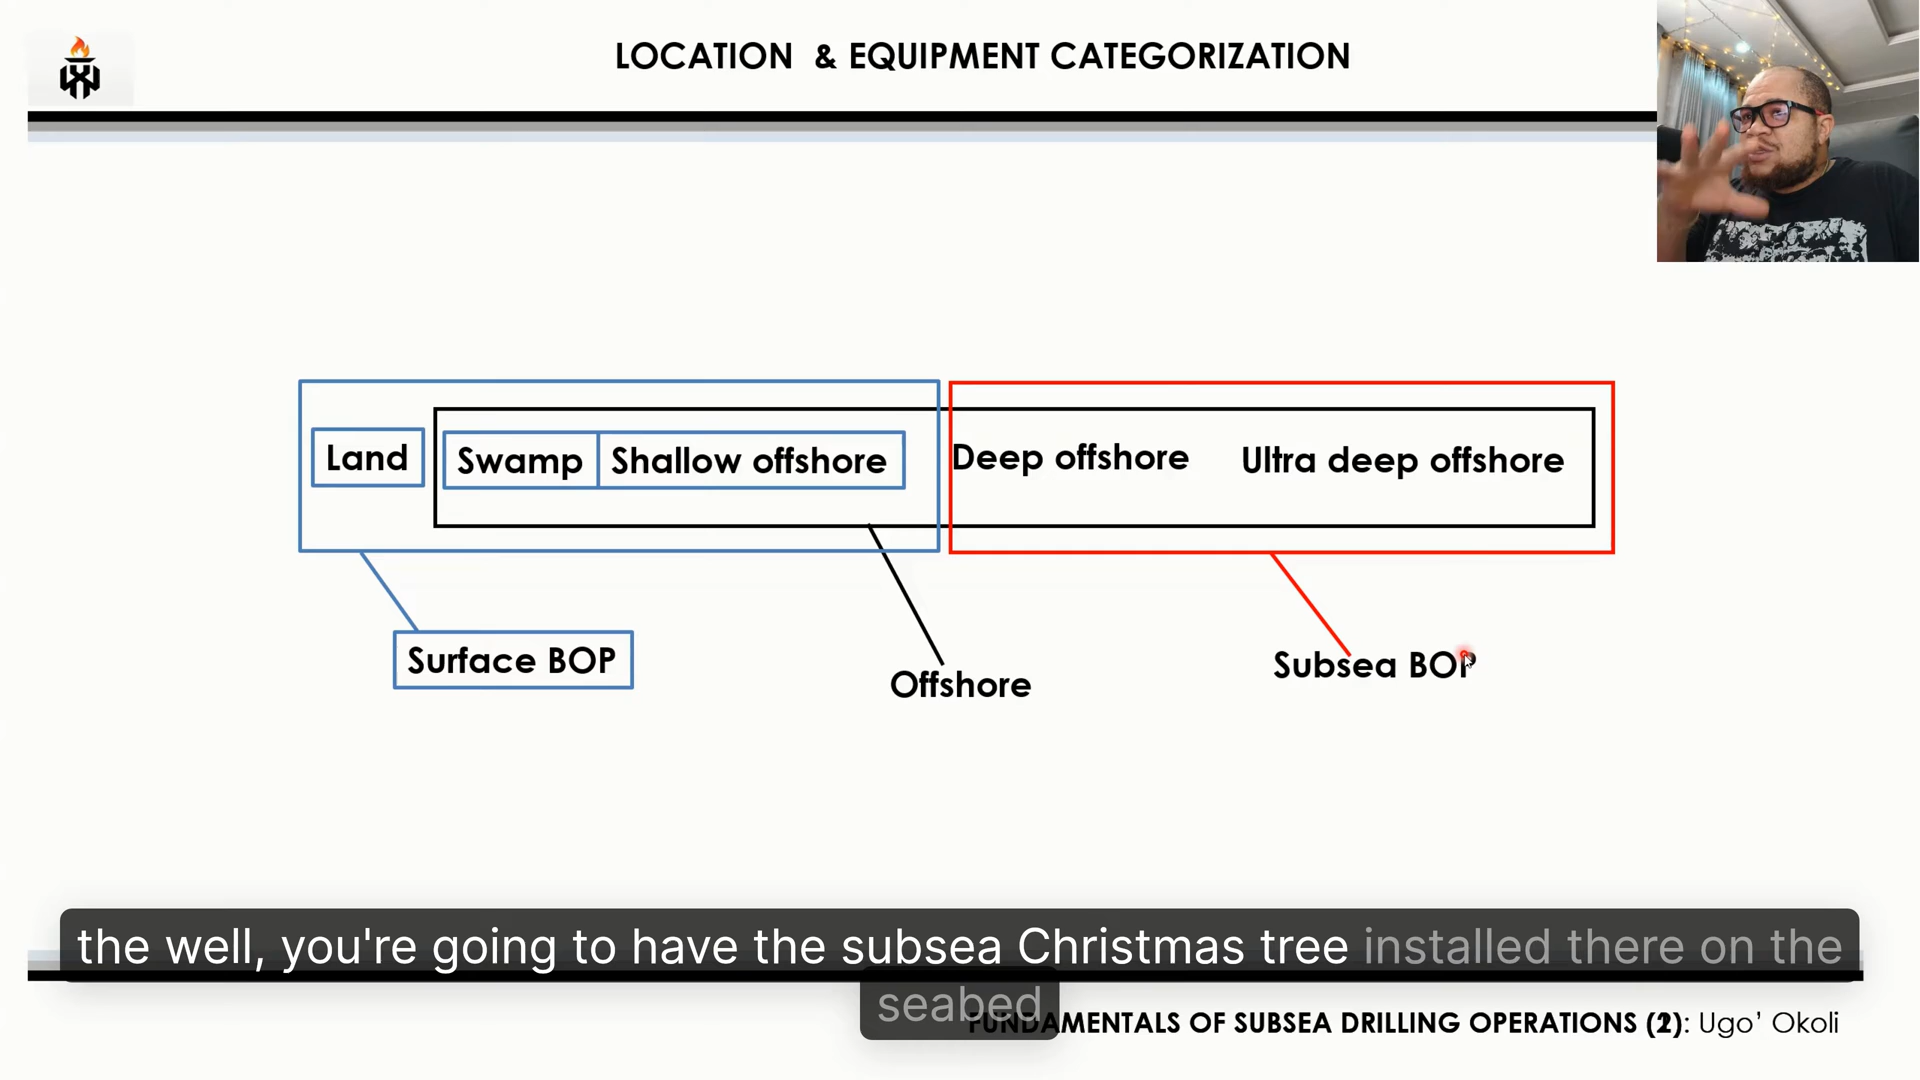 LOCATION & EQUIPMENT CATEGORIZATION
Land
Swamp
Shallow offshore
Deep offshore
Ultra deep offshore
Surface BOP
Offshore
Subsea BOP
the well, you're going to have the subsea Christmas tree installed there on the
seabed
FUNDAMENTALS OF SUBSEA DRILLING OPERATIONS (2): Ugo’ Okoli